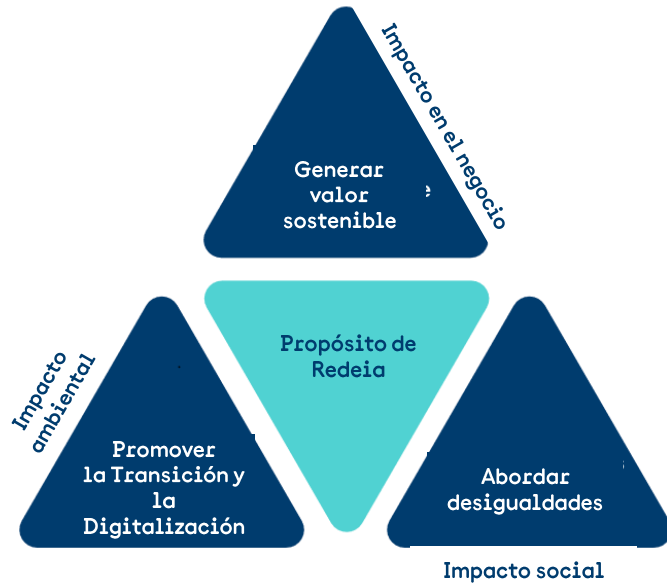 Impacto en el negocio
Generar
valor
sostenible
Propósito de
Redeia
Impacto
ambiental
Promover
la Transición y
la
Digitalización
Abordar
desigualdades
Impacto social